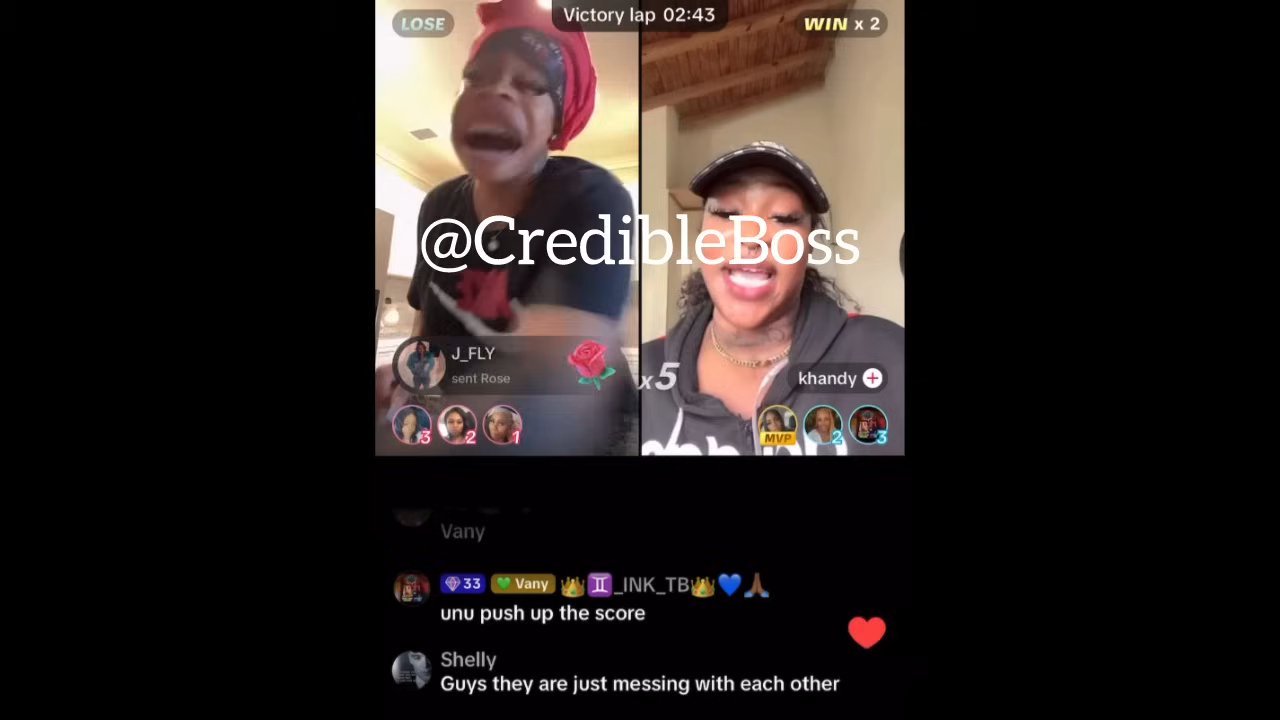 LOSE
Victory lap 02:43
WIN x 2
@CredibleBoss
J_FLY
sent Rose
x5
khandy
3
2
1
MVP
2
3
Vany
33 Vany 👑♊_INK_TB👑💙🙏🏾
unu push up the score
Shelly
Guys they are just messing with each other